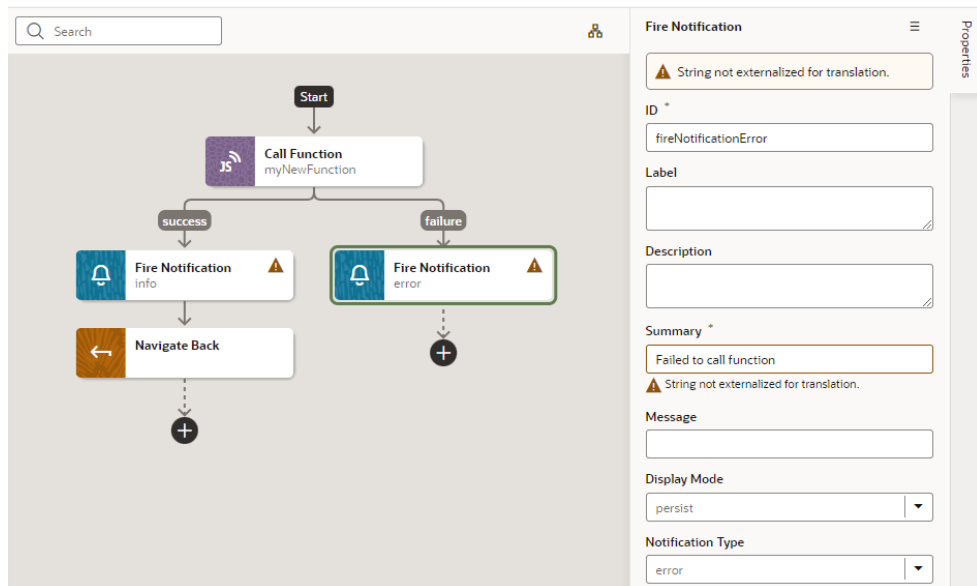 Search
Start
JS
Call Function
myNewFunction
success
failure
Fire Notification
info
Fire Notification
error
Navigate Back
Fire Notification
String not externalized for translation.
ID *
fireNotificationError
Label
Description
Summary *
Failed to call function
String not externalized for translation.
Message
Display Mode
persist
Notification Type
error
Properties